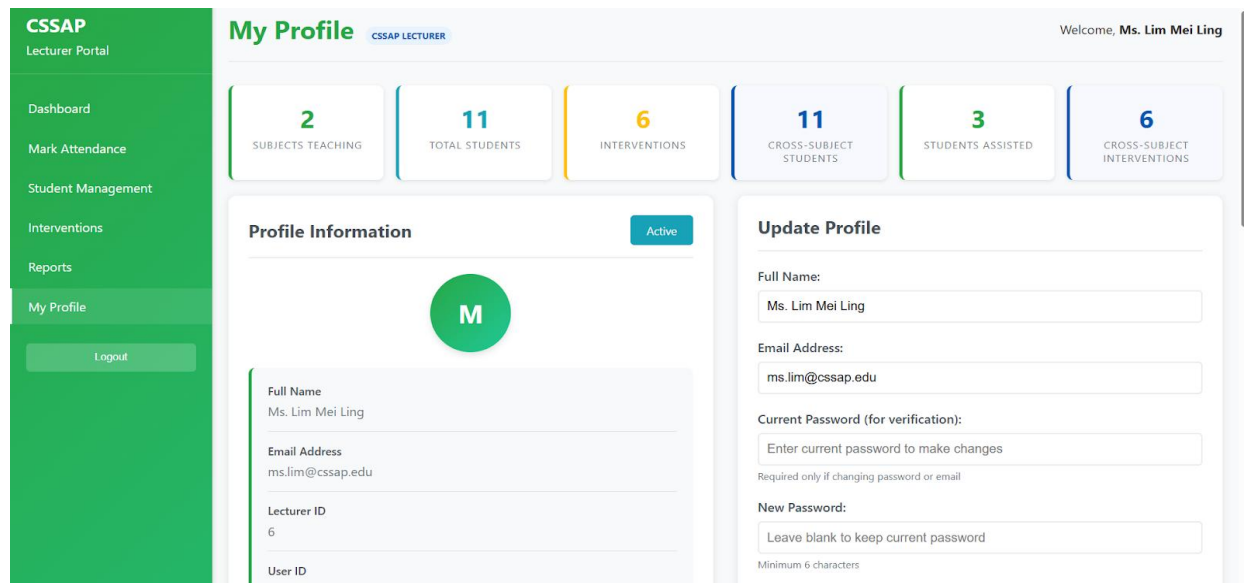 CSSAP
Lecturer Portal
Dashboard
Mark Attendance
Student Management
Interventions
Reports
My Profile
Logout
My Profile
CSSAP LECTURER
Welcome, Ms. Lim Mei Ling
2
SUBJECTS TEACHING
11
TOTAL STUDENTS
6
INTERVENTIONS
11
CROSS-SUBJECT
STUDENTS
3
STUDENTS ASSISTED
6
CROSS-SUBJECT
INTERVENTIONS
Profile Information
Active
M
Full Name
Ms. Lim Mei Ling
Email Address
ms.lim@cssap.edu
Lecturer ID
6
User ID
Update Profile
Full Name:
Ms. Lim Mei Ling
Email Address:
ms.lim@cssap.edu
Current Password (for verification):
Enter current password to make changes
Required only if changing password or email
New Password:
Leave blank to keep current password
Minimum 6 characters